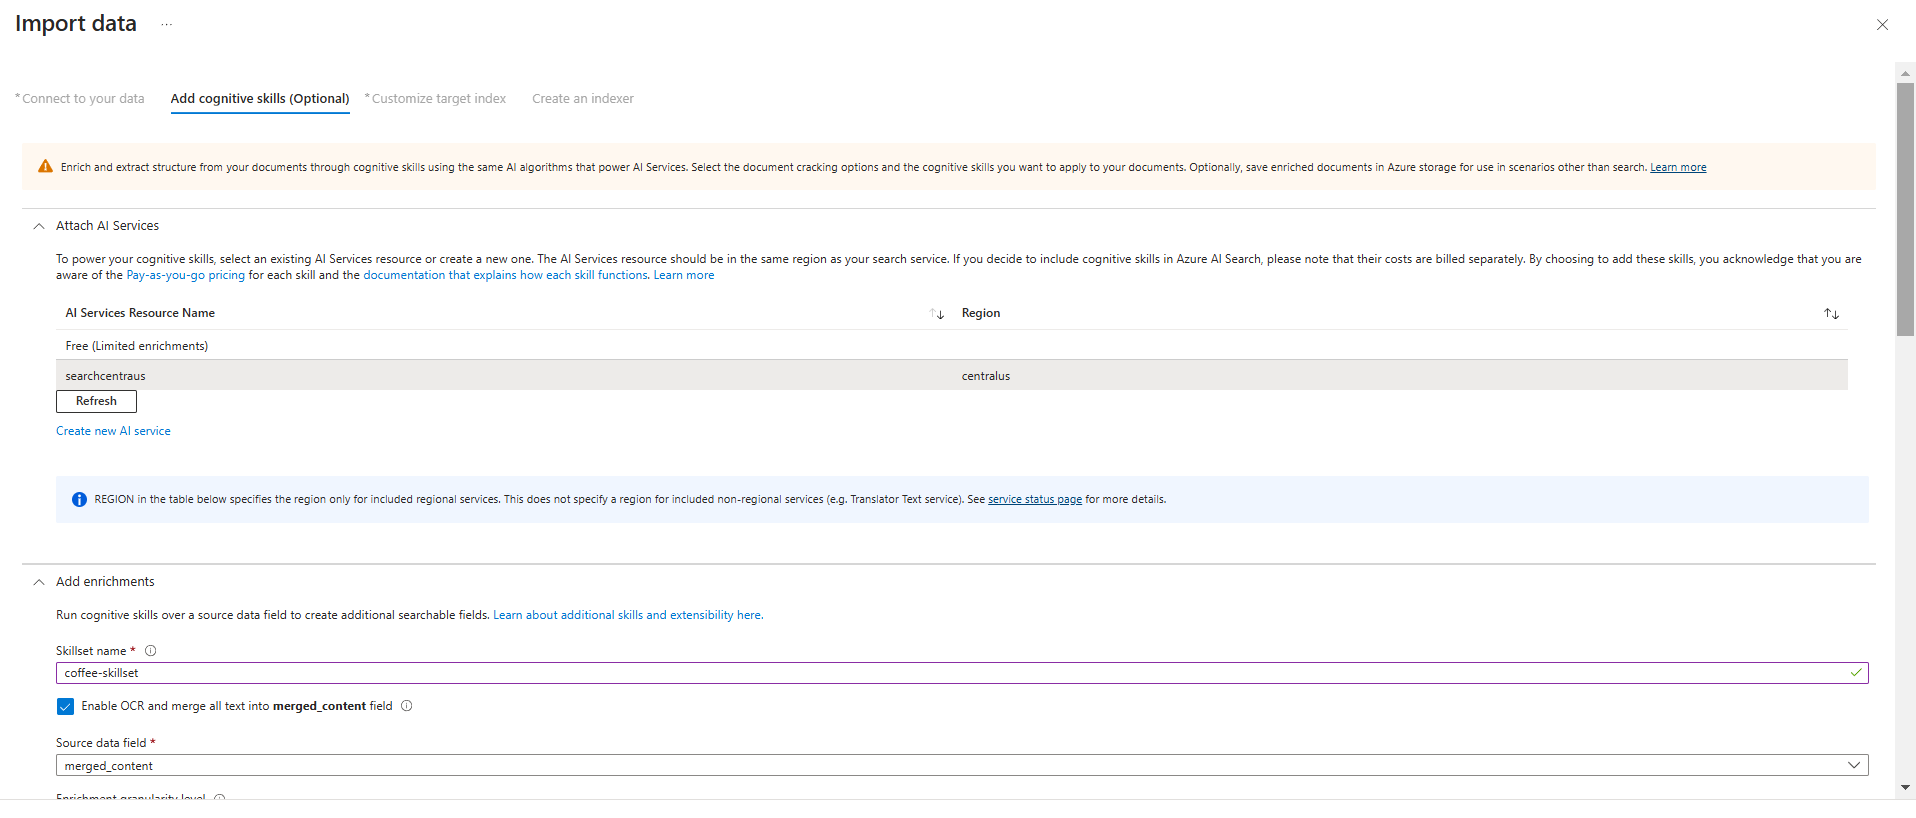 Import data ...
* Connect to your data Add cognitive skills (Optional) * Customize target index Create an indexer
Enrich and extract structure from your documents through cognitive skills using the same AI algorithms that power AI Services. Select the document cracking options and the cognitive skills you want to apply to your documents. Optionally, save enriched documents in Azure storage for use in scenarios other than search. Learn more
Attach AI Services
To power your cognitive skills, select an existing AI Services resource or create a new one. The AI Services resource should be in the same region as your search service. If you decide to include cognitive skills in Azure AI Search, please note that their costs are billed separately. By choosing to add these skills, you acknowledge that you are
aware of the Pay-as-you-go pricing for each skill and the documentation that explains how each skill functions. Learn more
AI Services Resource Name Region
Free (Limited enrichments)
searchcentraus centralus
Refresh
Create new AI service
REGION in the table below specifies the region only for included regional services. This does not specify a region for included non-regional services (e.g. Translator Text service). See service status page for more details.
Add enrichments
Run cognitive skills over a source data field to create additional searchable fields. Learn about additional skills and extensibility here.
Skillset name *
coffee-skillset
Enable OCR and merge all text into merged_content field
Source data field *
merged_content
Enrichment granularity level